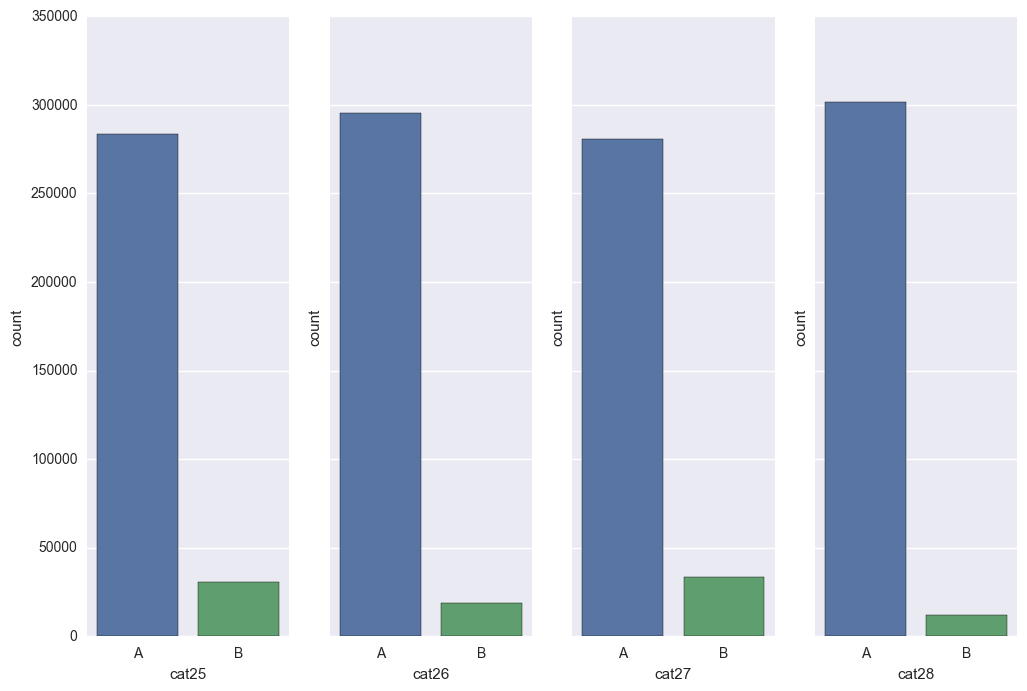 350000
300000
250000
200000
150000
100000
50000
0
count
A B
cat25
count
A B
cat26
count
A B
cat27
count
A B
cat28